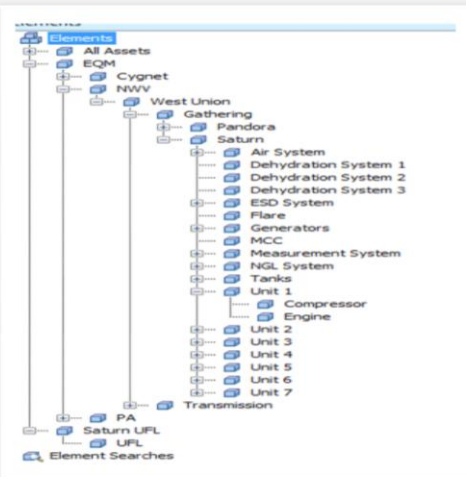 Elements
Elements
All Assets
EQM
Cygnet
NWV
West Union
Gathering
Pandora
Saturn
Air System
Dehydration System 1
Dehydration System 2
Dehydration System 3
ESD System
Flare
Generators
MCC
Measurement System
NGL System
Tanks
Unit 1
Compressor
Engine
Unit 2
Unit 3
Unit 4
Unit 5
Unit 6
Unit 7
Transmission
PA
Saturn UFL
UFL
Element Searches